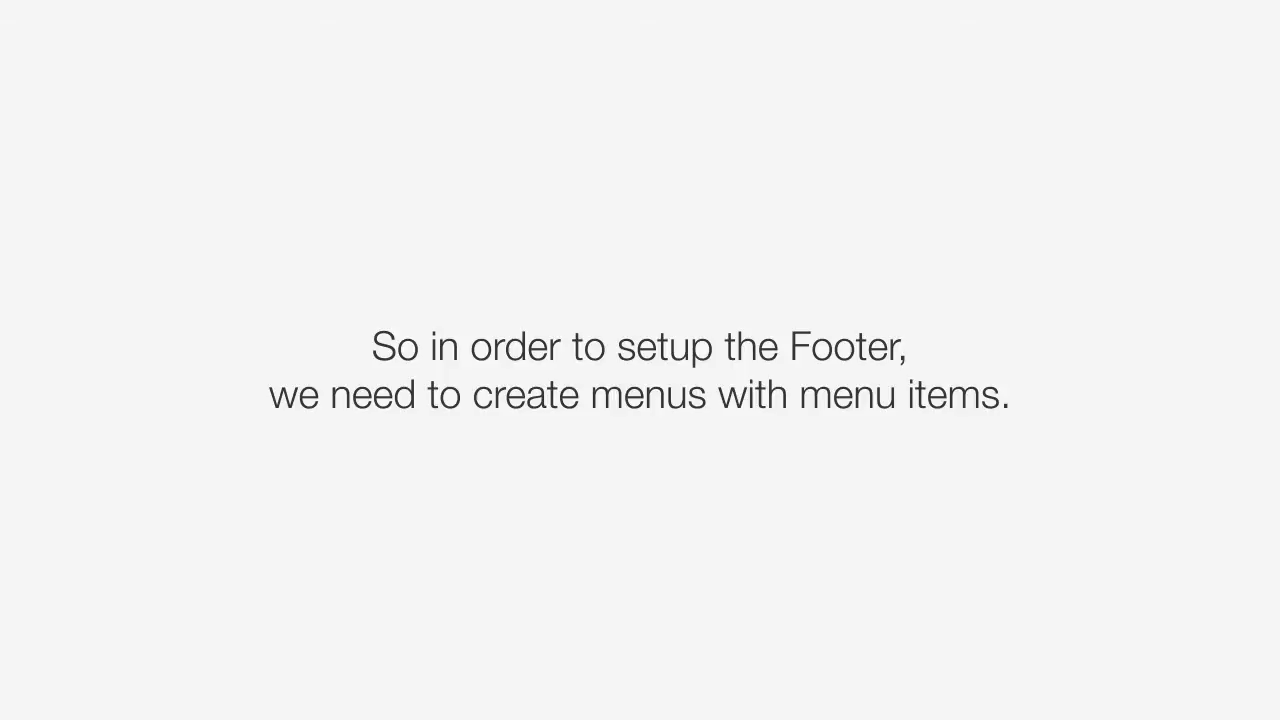 So in order to setup the Footer,
we need to create menus with menu items.